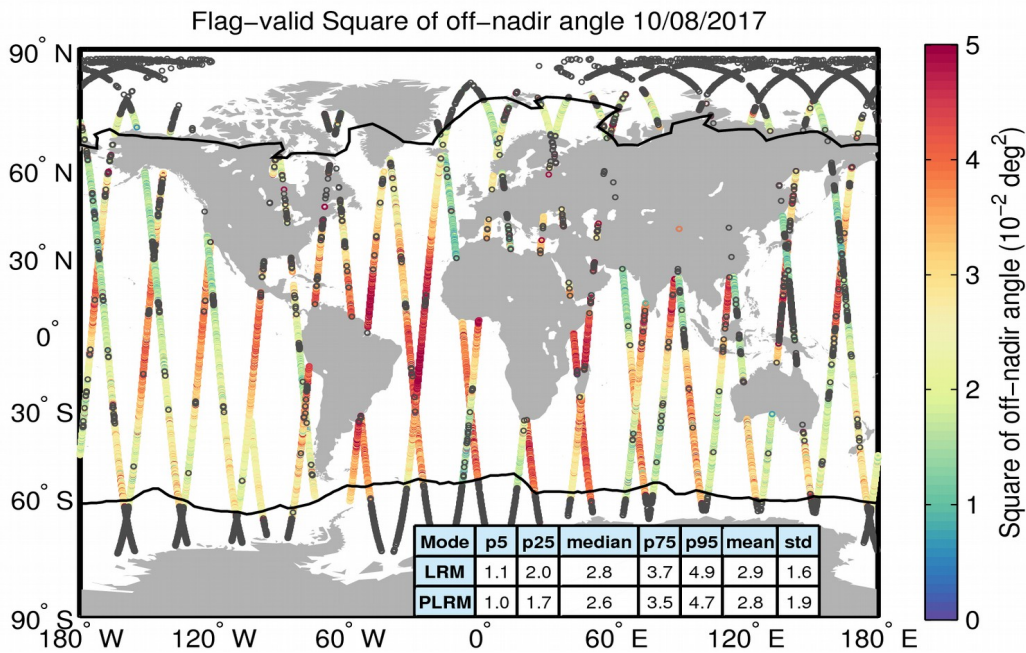 Flag−valid Square of off−nadir angle 10/08/2017
90° N
60° N
30° N
0°
30° S
60° S
90° S
180° W
120° W
60° W
0°
60° E
120° E
180° E
Mode p5 p25 median p75 p95 mean std
LRM 1.1 2.0 2.8 3.7 4.9 2.9 1.6
PLRM 1.0 1.7 2.6 3.5 4.7 2.8 1.9
5
4
3
2
1
0
Square of off−nadir angle (10⁻² deg²)